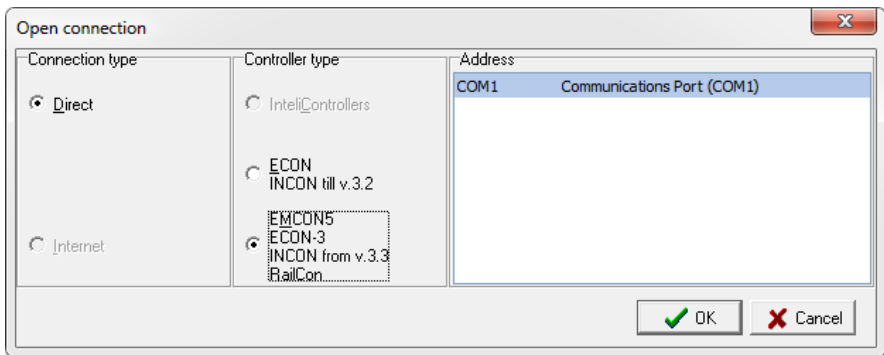 Open connection
Connection type
Direct
Internet
Controller type
InteliControllers
ECON
INCON till v.3.2
EMCON5
ECON-3
INCON from v.3.3
RailCon
Address
COM1 Communications Port (COM1)
OK
Cancel